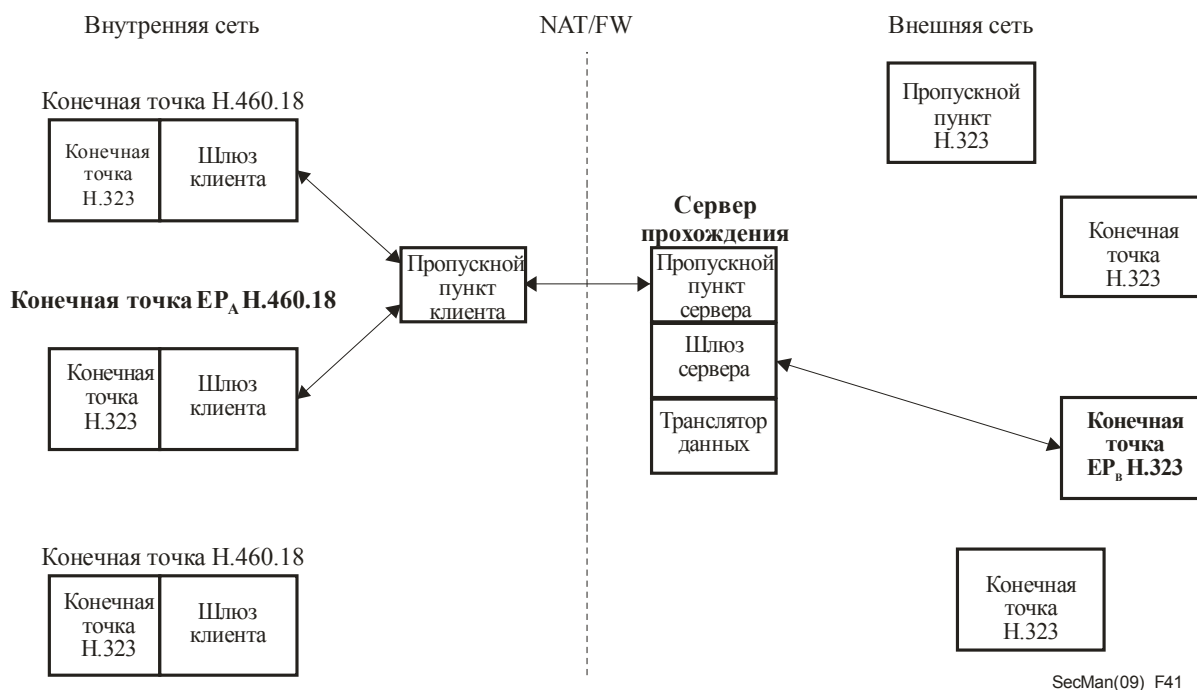 Внутренняя сеть
NAT/FW
Внешняя сеть
Конечная точка H.460.18
Конечная
точка
H.323
Шлюз
клиента
Пропускной
пункт
H.323
Сервер
прохождения
Пропускной
пункт
клиента
Пропускной
пункт
сервера
Шлюз
сервера
Транслятор
данных
Конечная
точка
H.323
Конечная точка EPA H.460.18
Конечная
точка
H.323
Шлюз
клиента
Конечная
точка
EPB H.323
Конечная точка H.460.18
Конечная
точка
H.323
Шлюз
клиента
Конечная
точка
H.323
SecMan(09)_F41